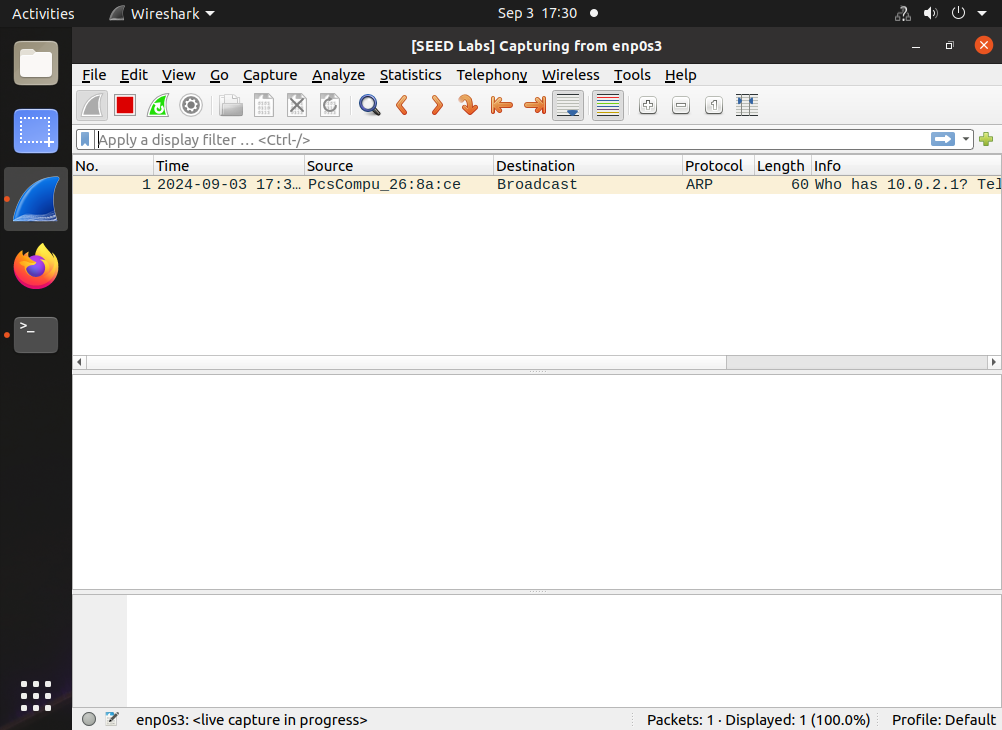 Activities Wireshark Sep 3 17:30
[SEED Labs] Capturing from enp0s3
File Edit View Go Capture Analyze Statistics Telephony Wireless Tools Help
Apply a display filter … <Ctrl-/>
No. Time Source Destination Protocol Length Info
1 2024-09-03 17:3… PcsCompu_26:8a:ce Broadcast ARP 60 Who has 10.0.2.1? Tel
enp0s3: <live capture in progress> Packets: 1 · Displayed: 1 (100.0%) Profile: Default